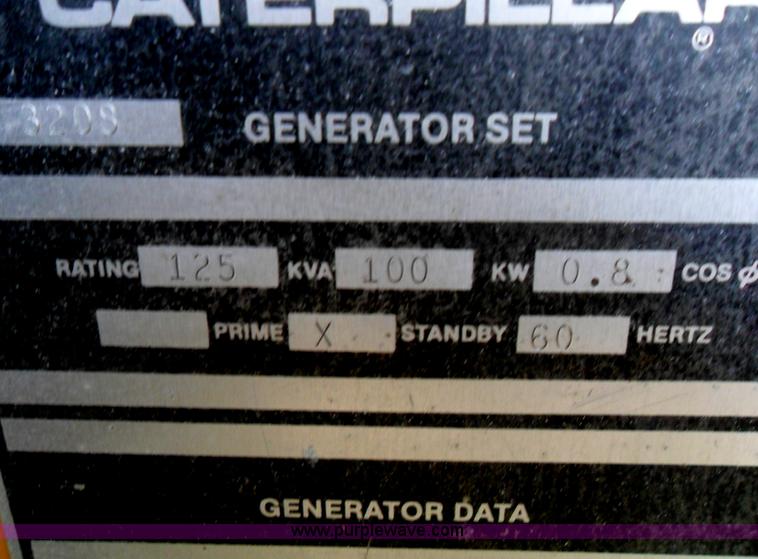 CATERPILLAR
®
3208 GENERATOR SET
RATING 125 KVA 100 KW 0.8 COS ø
PRIME X STANDBY 60 HERTZ
GENERATOR DATA
www.purplewave.com